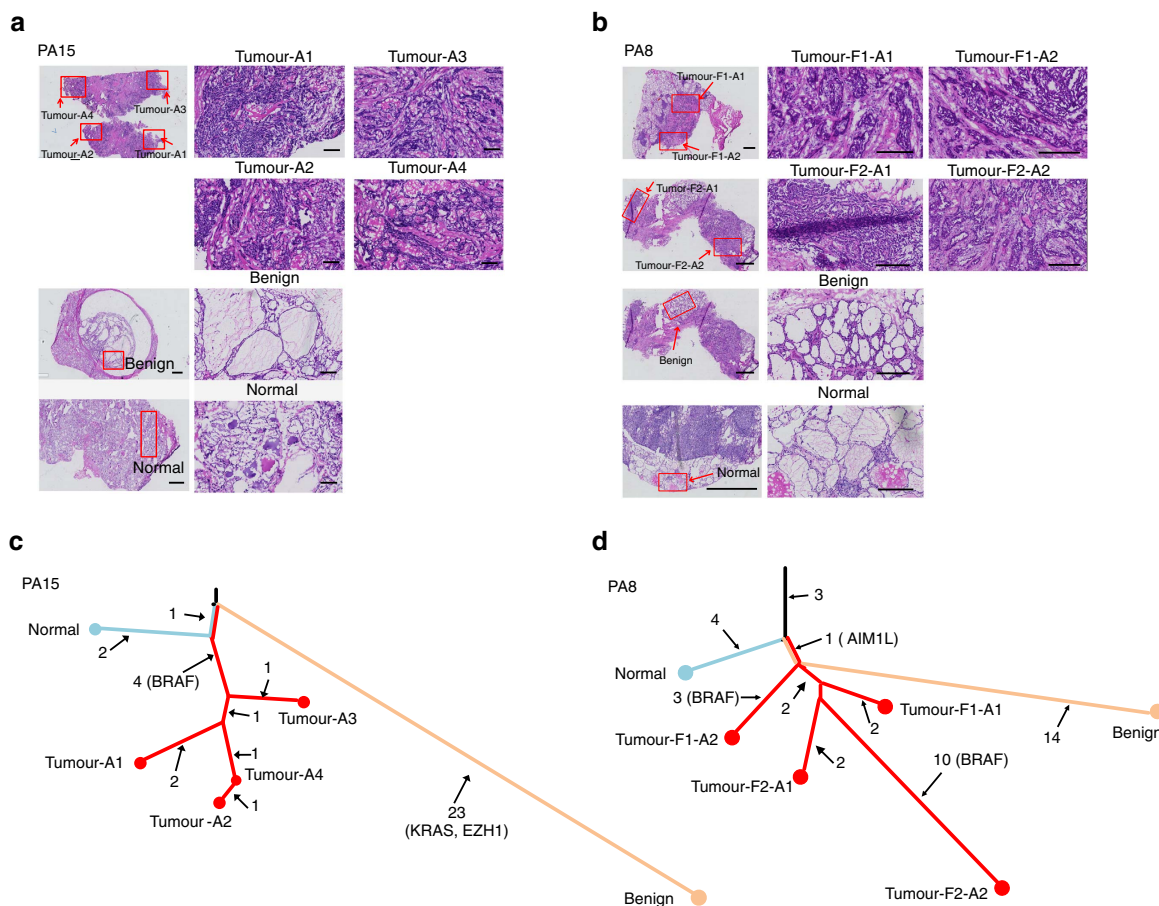 a
PA15
Tumour-A1
Tumour-A3
Tumour-A4
Tumour-A3
Tumour-A2
Tumour-A1
Tumour-A2
Tumour-A4
Benign
Benign
Normal
Normal
b
PA8
Tumour-F1-A1
Tumour-F1-A2
Tumour-F1-A1
Tumour-F1-A2
Tumour-F2-A1
Tumour-F2-A2
Tumor-F2-A1
Tumour-F2-A2
Benign
Benign
Normal
Normal
c
PA15
1
Normal
2
4 (BRAF)
1
Tumour-A3
1
Tumour-A1
2
1
Tumour-A4
1
Tumour -A2
23
(KRAS, EZH1)
Benign
d
PA8
3
4
1 ( AIM1L)
Normal
3 (BRAF)
2
Tumour-F1-A1
2
Tumour-F1-A2
14
Benign
2
Tumour-F2-A1
10 (BRAF)
Tumour-F2-A2